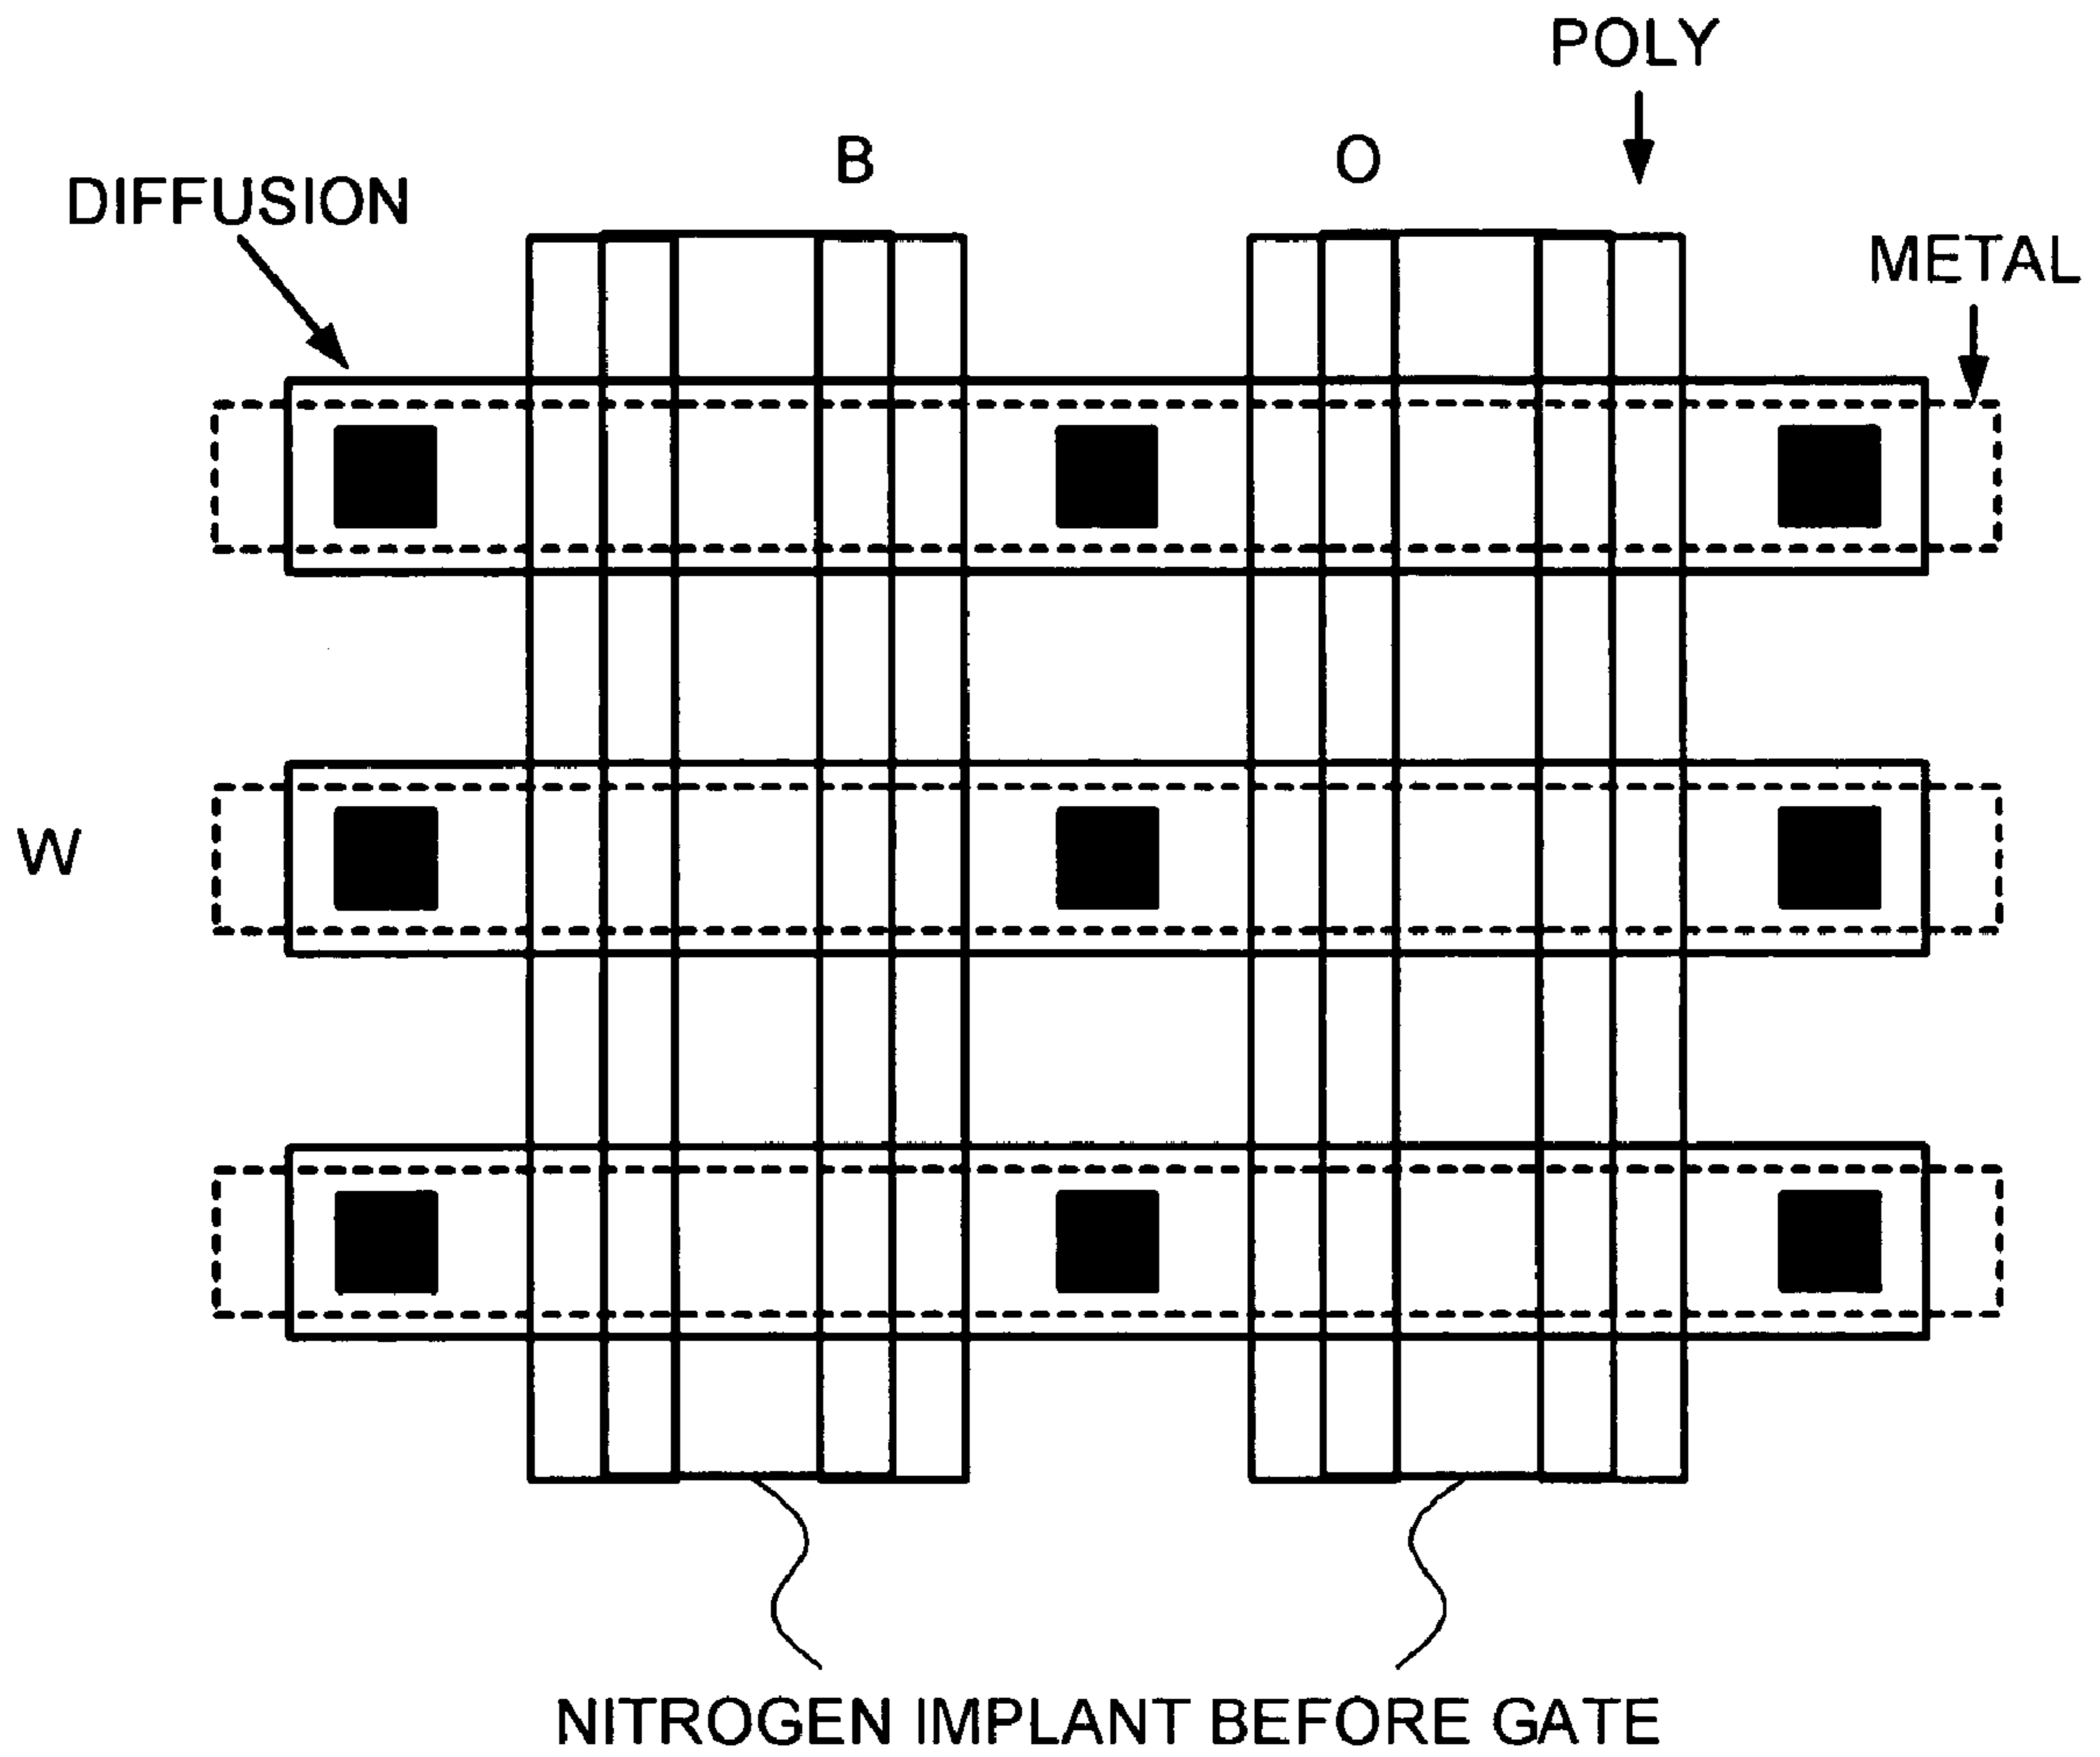 POLY
B
O
DIFFUSION
METAL
W
NITROGEN IMPLANT BEFORE GATE